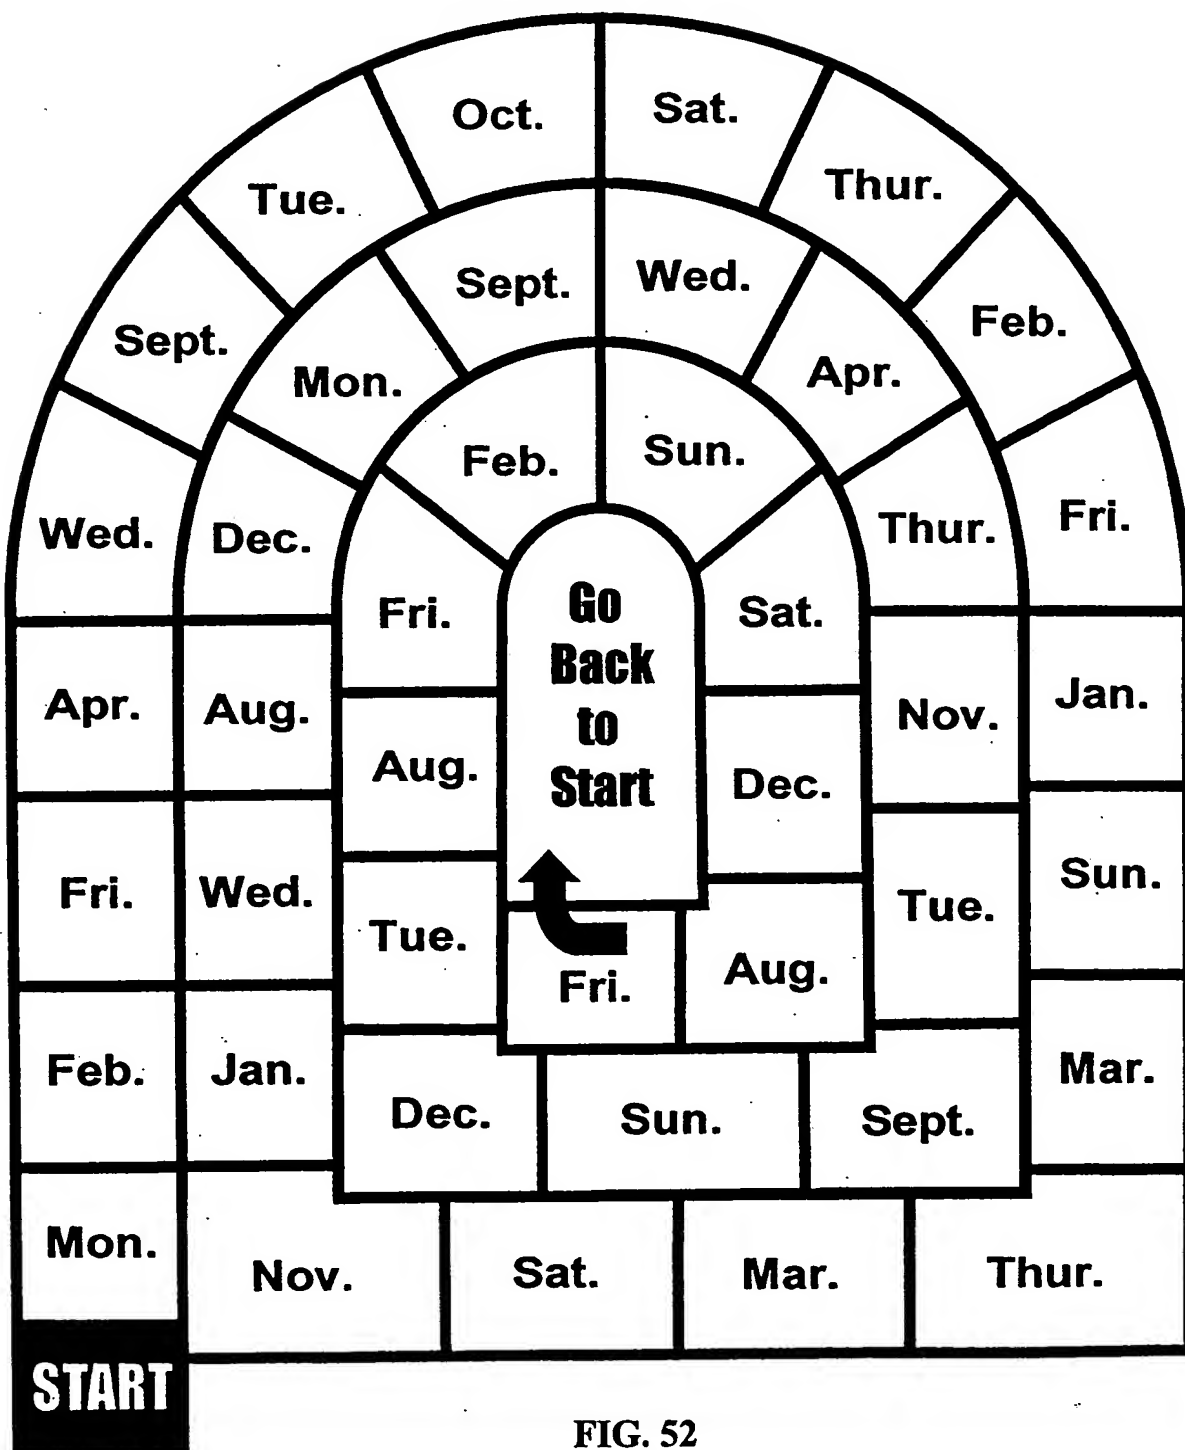 START
Mon.
Feb.
Fri.
Apr.
Wed.
Sept.
Tue.
Oct.
Sat.
Thur.
Feb.
Fri.
Jan.
Sun.
Mar.
Thur.
Mar.
Sat.
Nov.
Jan.
Wed.
Aug.
Dec.
Mon.
Sept.
Wed.
Apr.
Thur.
Nov.
Tue.
Sept.
Sun.
Dec.
Tue.
Aug.
Fri.
Feb.
Sun.
Sat.
Dec.
Aug.
Fri.
Go
Back
to
Start
FIG. 52